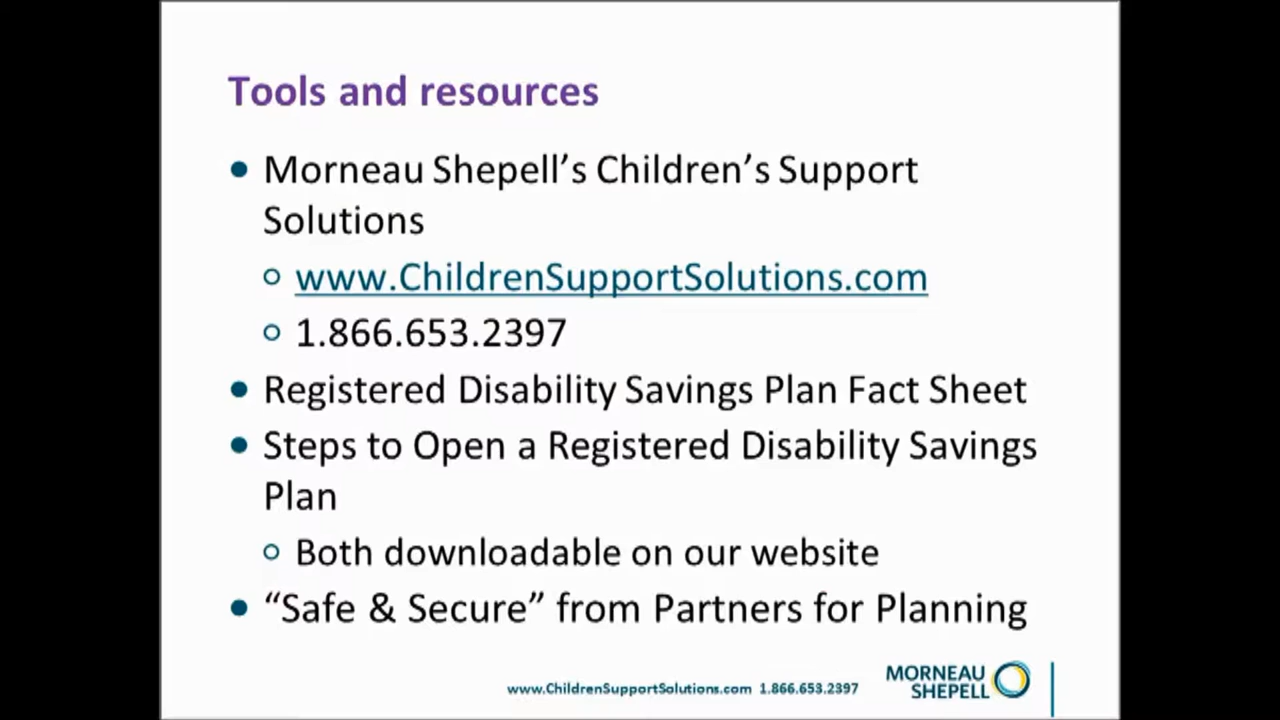 Tools and resources
• Morneau Shepell’s Children’s Support
Solutions
o www.ChildrenSupportSolutions.com
o 1.866.653.2397
• Registered Disability Savings Plan Fact Sheet
• Steps to Open a Registered Disability Savings
Plan
o Both downloadable on our website
• “Safe & Secure” from Partners for Planning
www.ChildrenSupportSolutions.com 1.866.653.2397
MORNEAU
SHEPELL